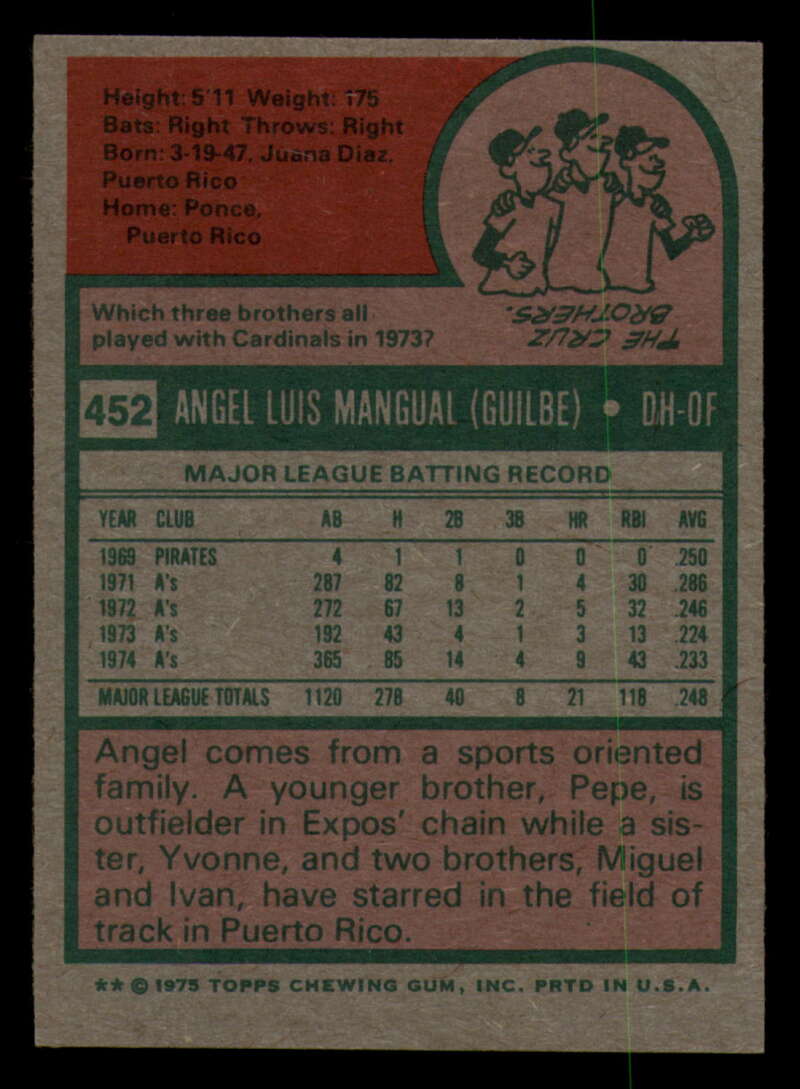 Height: 5'11 Weight: 175
Bats: Right Throws: Right
Born: 3-19-47, Juana Diaz,
Puerto Rico
Home: Ponce,
Puerto Rico
Which three brothers all
played with Cardinals in 1973?
THE CRUZ
BROTHERS.
452 ANGEL LUIS MANGUAL (GUILBE) • DH-OF
MAJOR LEAGUE BATTING RECORD
YEAR CLUB AB H 2B 3B HR RBI AVG
1969 PIRATES 4 1 1 0 0 0 .250
1971 A's 287 82 8 1 4 30 .286
1972 A's 272 67 13 2 5 32 .246
1973 A's 192 43 4 1 3 13 .224
1974 A's 365 85 14 4 9 43 .233
MAJOR LEAGUE TOTALS 1120 278 40 8 21 118 .248
Angel comes from a sports oriented
family. A younger brother, Pepe, is
outfielder in Expos' chain while a sis-
ter, Yvonne, and two brothers, Miguel
and Ivan, have starred in the field of
track in Puerto Rico.
** © 1975 TOPPS CHEWING GUM, INC. PRTD IN U.S.A.